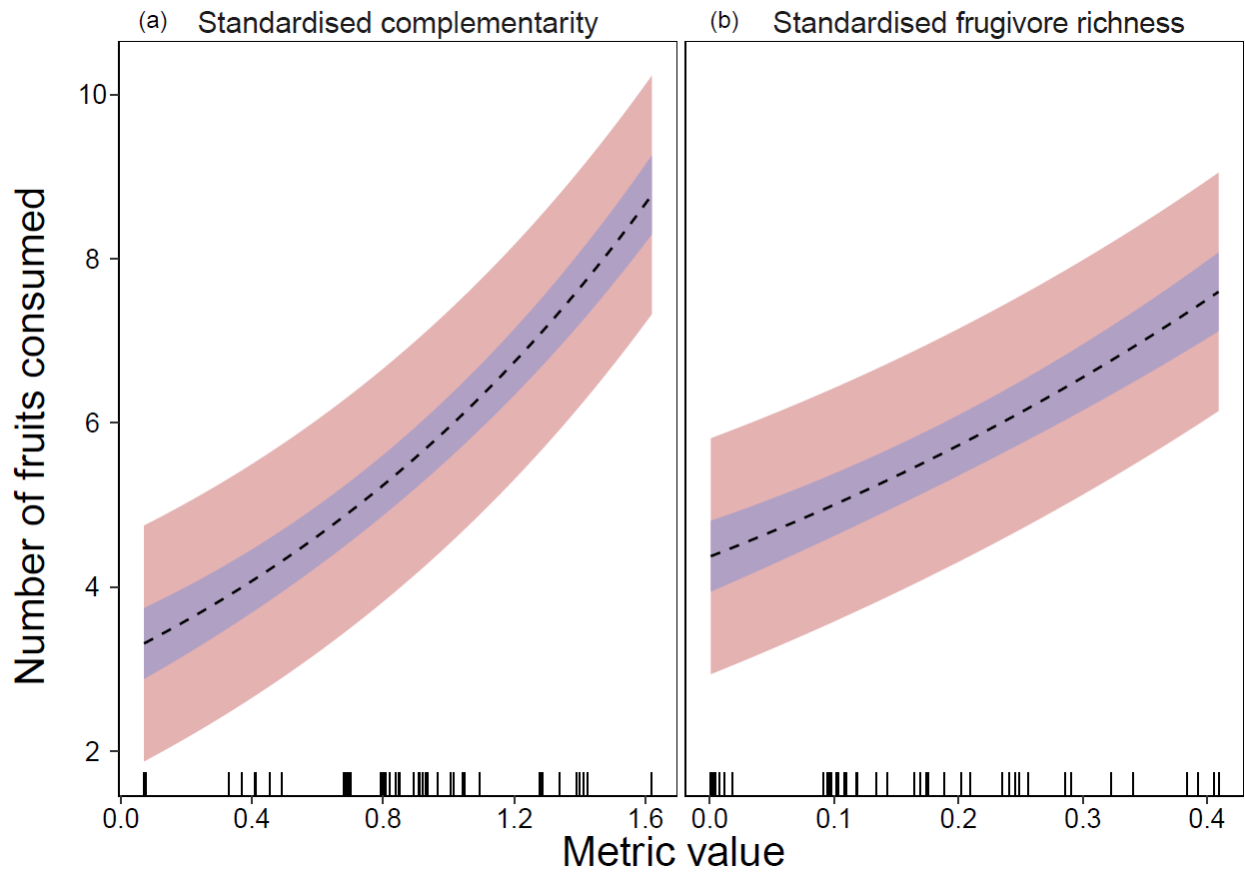 (a) Standardised complementarity
(b) Standardised frugivore richness
Number of fruits consumed
10
8
6
4
2
0.0 0.4 0.8 1.2 1.6
0.0 0.1 0.2 0.3 0.4
Metric value